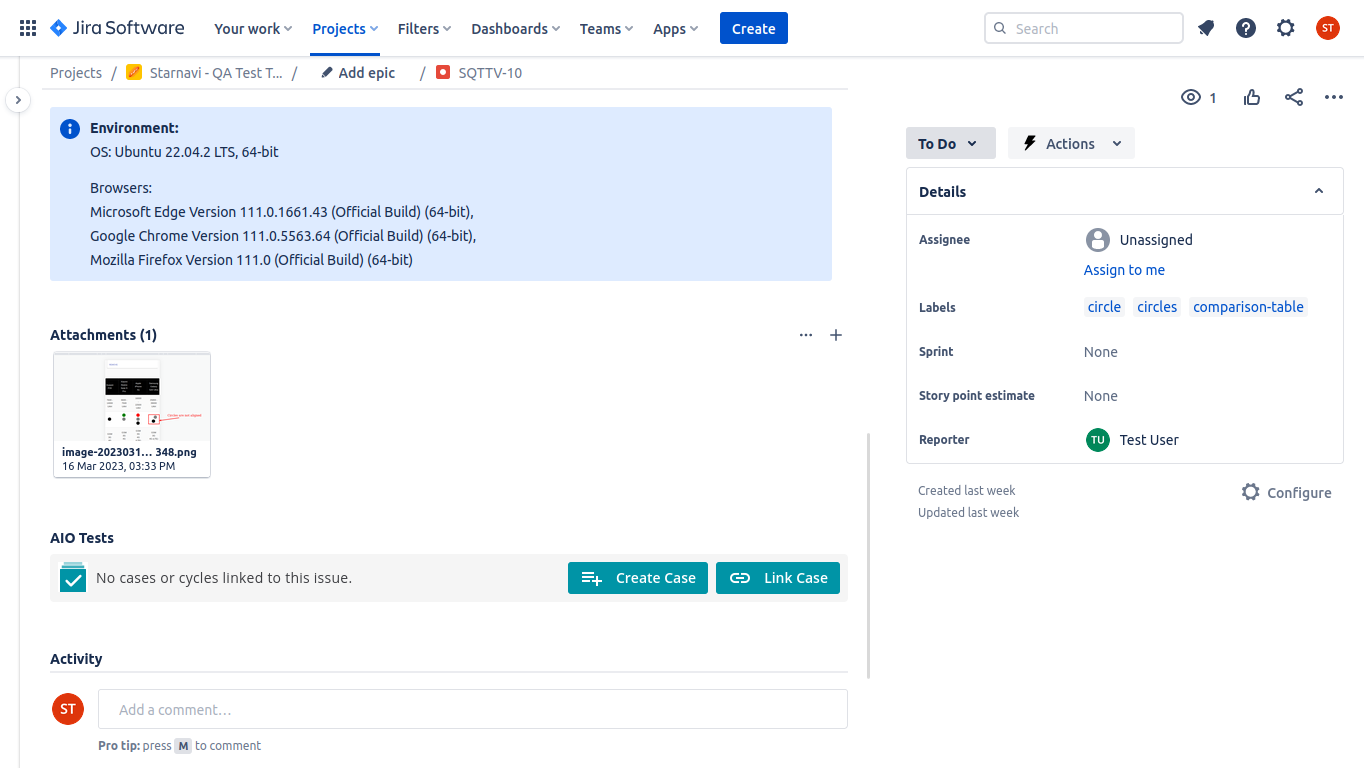 Jira Software
Your work
Projects
Filters
Dashboards
Teams
Apps
Create
Search
ST
Projects / Starnavi - QA Test T... / Add epic / SQTTV-10
1
Environment:
OS: Ubuntu 22.04.2 LTS, 64-bit
Browsers:
Microsoft Edge Version 111.0.1661.43 (Official Build) (64-bit),
Google Chrome Version 111.0.5563.64 (Official Build) (64-bit),
Mozilla Firefox Version 111.0 (Official Build) (64-bit)
Attachments (1)
image-2023031... 348.png
16 Mar 2023, 03:33 PM
AIO Tests
No cases or cycles linked to this issue.
Create Case
Link Case
Activity
ST
Add a comment...
Pro tip: press M to comment
To Do
Actions
Details
Assignee
Unassigned
Assign to me
Labels
circle circles comparison-table
Sprint
None
Story point estimate
None
Reporter
TU Test User
Created last week
Configure
Updated last week